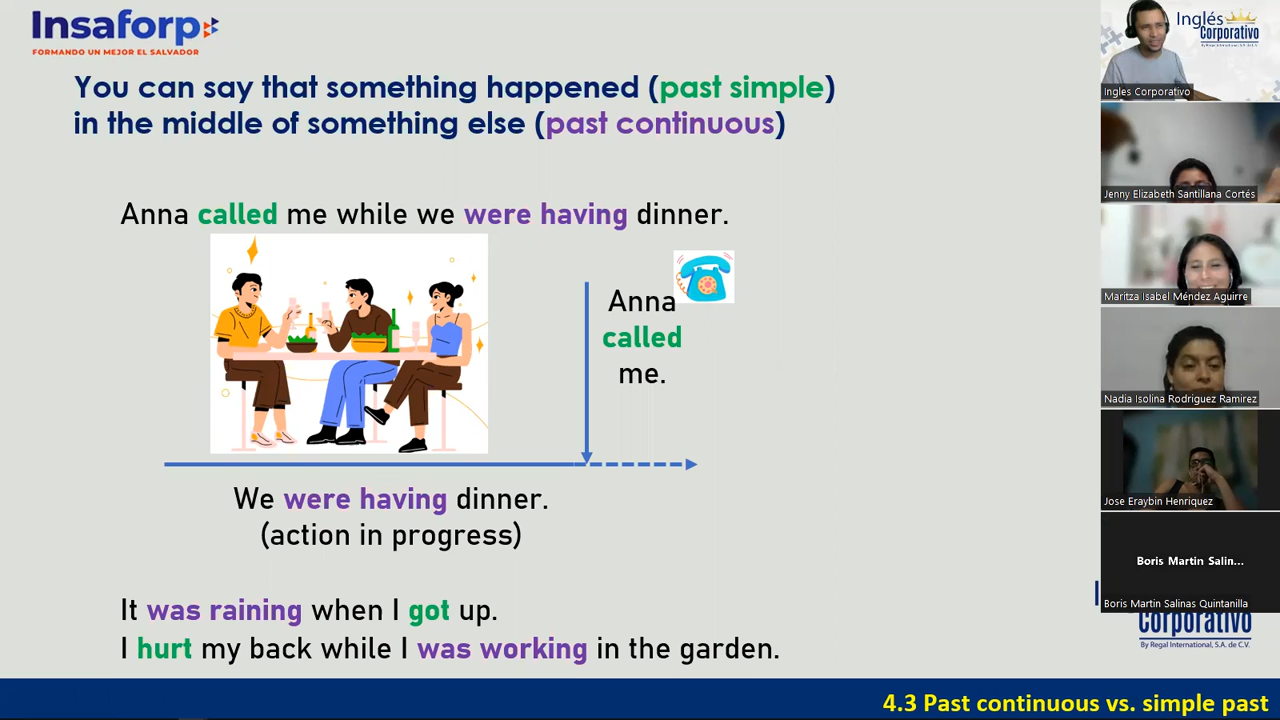 Insaforp
FORMANDO UN MEJOR EL SALVADOR
You can say that something happened (past simple)
in the middle of something else (past continuous)
Anna called me while we were having dinner.
Anna
called
me.
We were having dinner.
(action in progress)
It was raining when I got up.
I hurt my back while I was working in the garden.
4.3 Past continuous vs. simple past
Inglés
Corporativo
By Regal International, S.A. de C.V.
Ingles Corporativo
Jenny Elizabeth Santillana Cortés
Maritza Isabel Méndez Aguirre
Nadia Isolina Rodriguez Ramirez
Jose Eraybin Henriquez
Boris Martin Salin...
Boris Martin Salinas Quintanilla
Corporativo
By Regal International, S.A. de C.V.